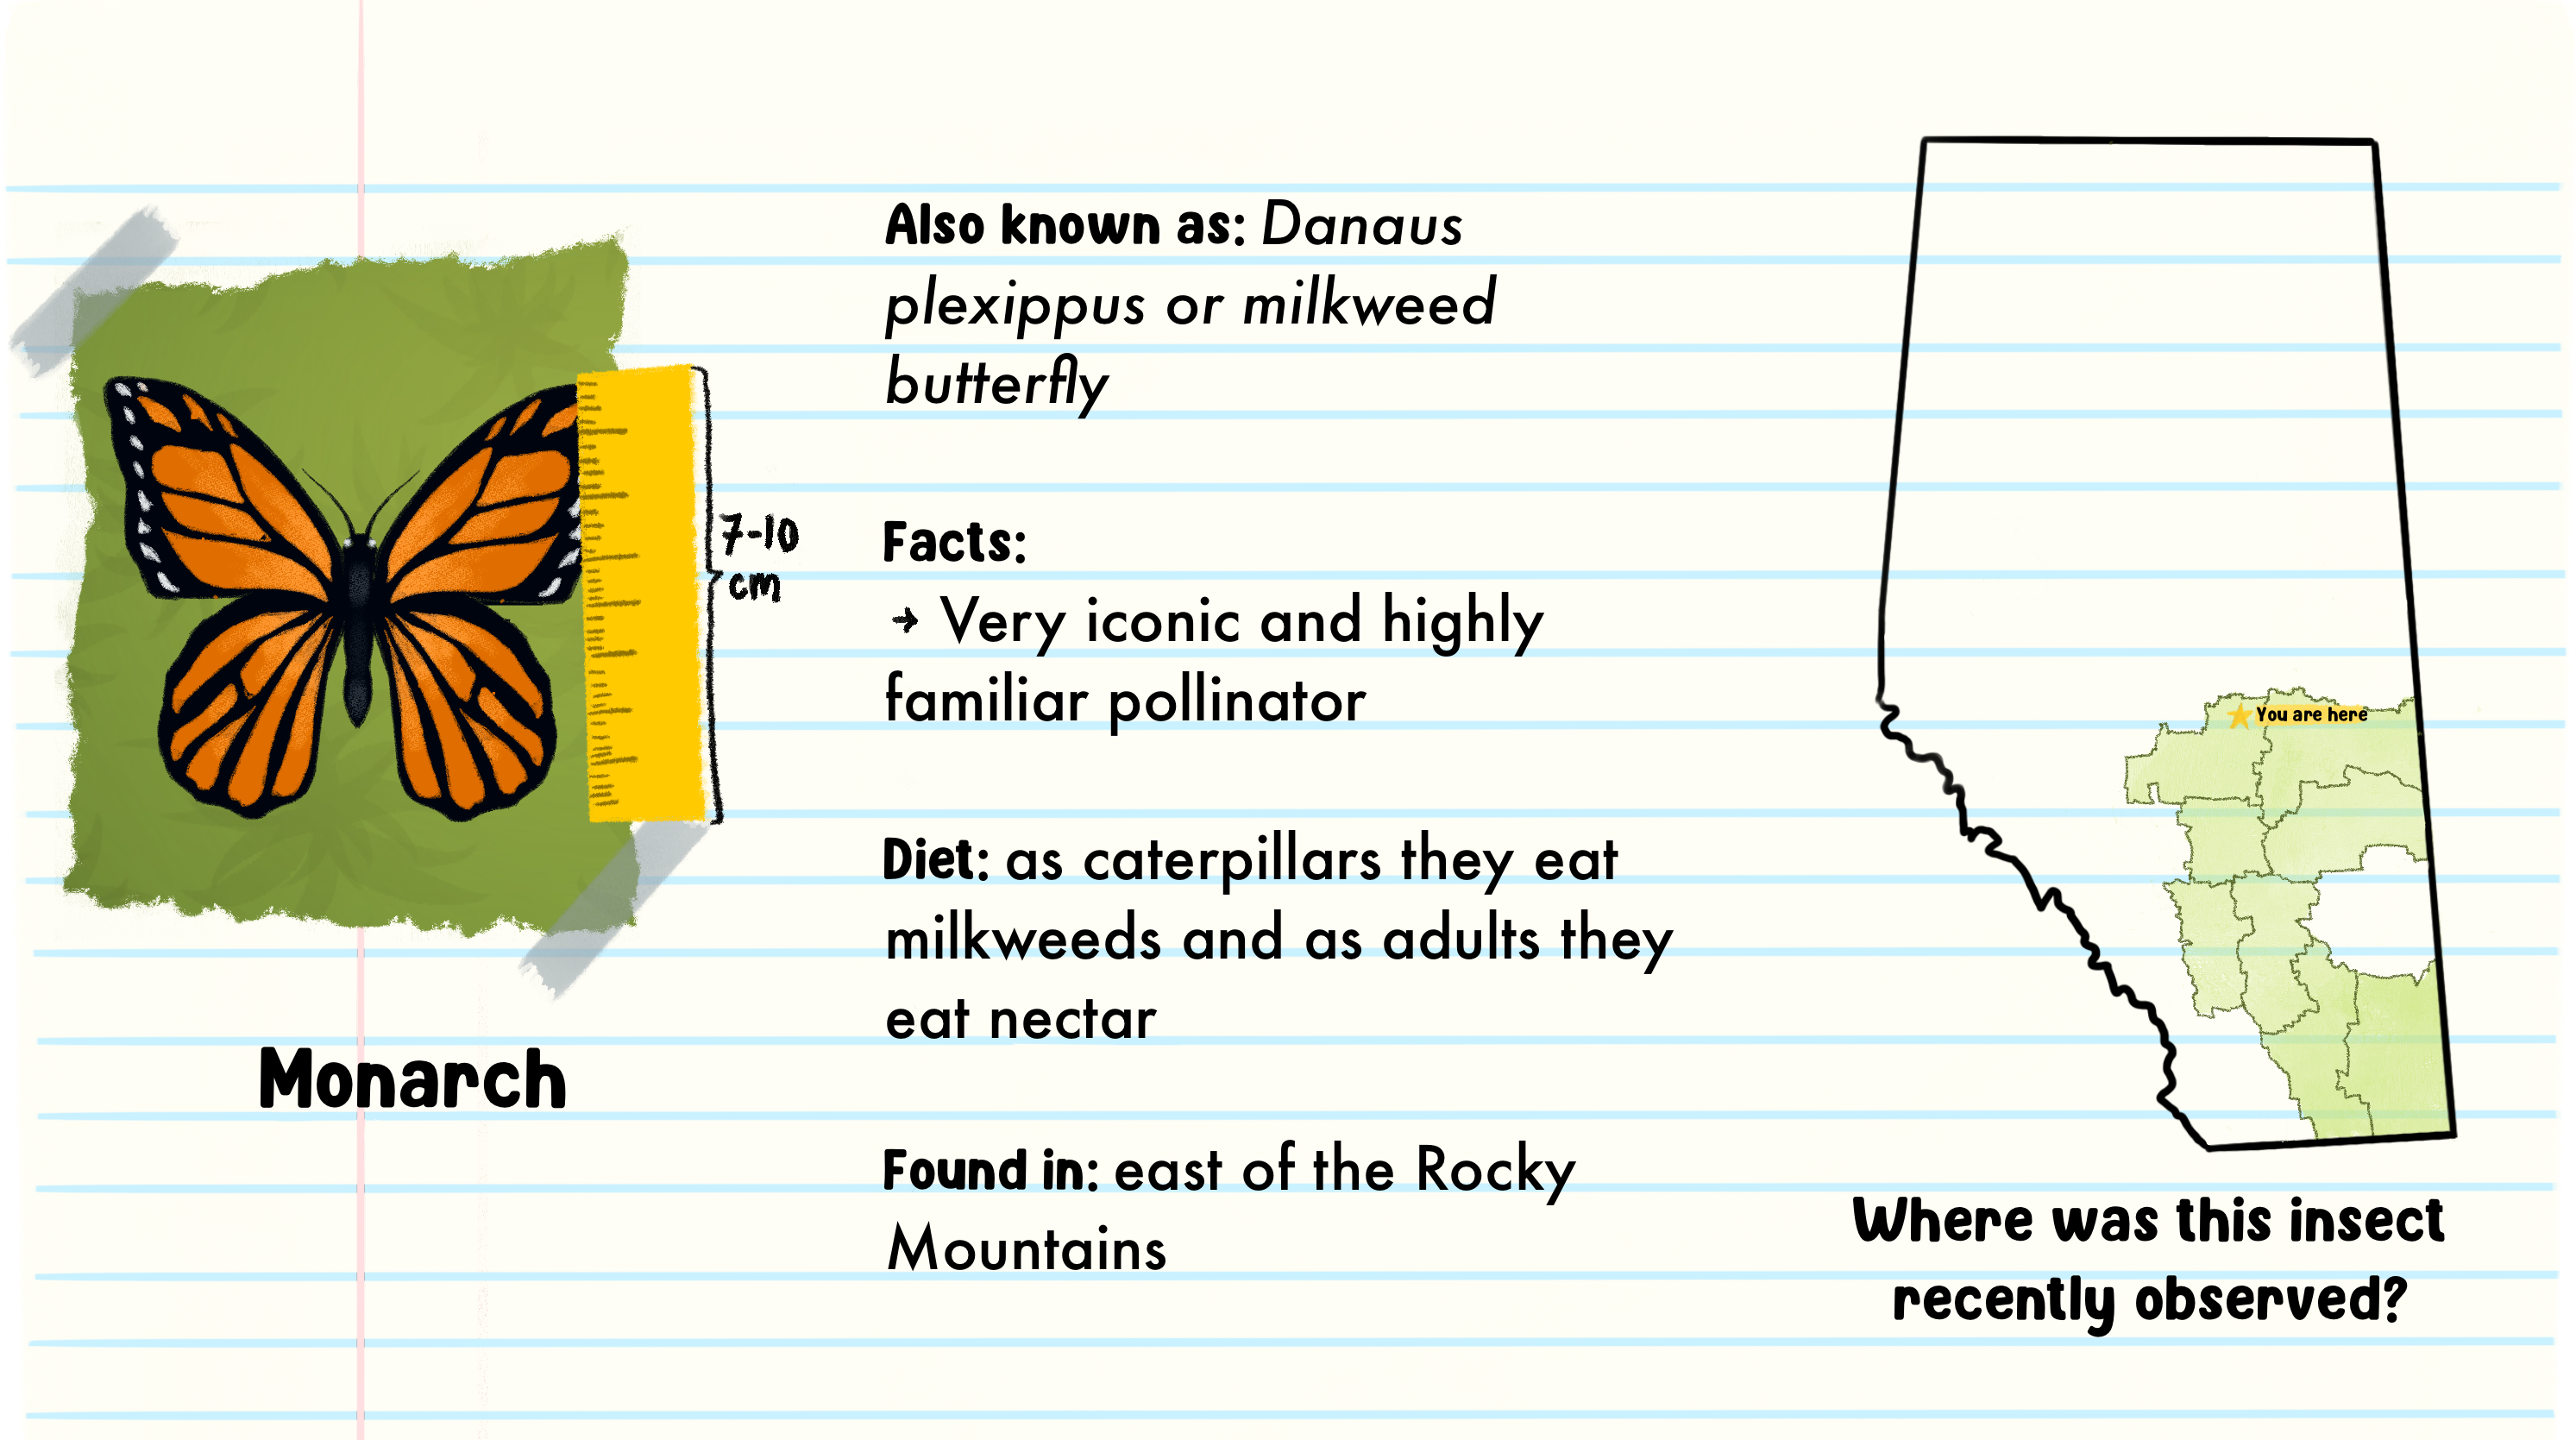 Also known as: Danaus
plexippus or milkweed
butterfly
7-10
cm
Facts:
→ Very iconic and highly
familiar pollinator
You are here
Diet: as caterpillars they eat
milkweeds and as adults they
eat nectar
Monarch
Found in: east of the Rocky
Mountains
Where was this insect
recently observed?